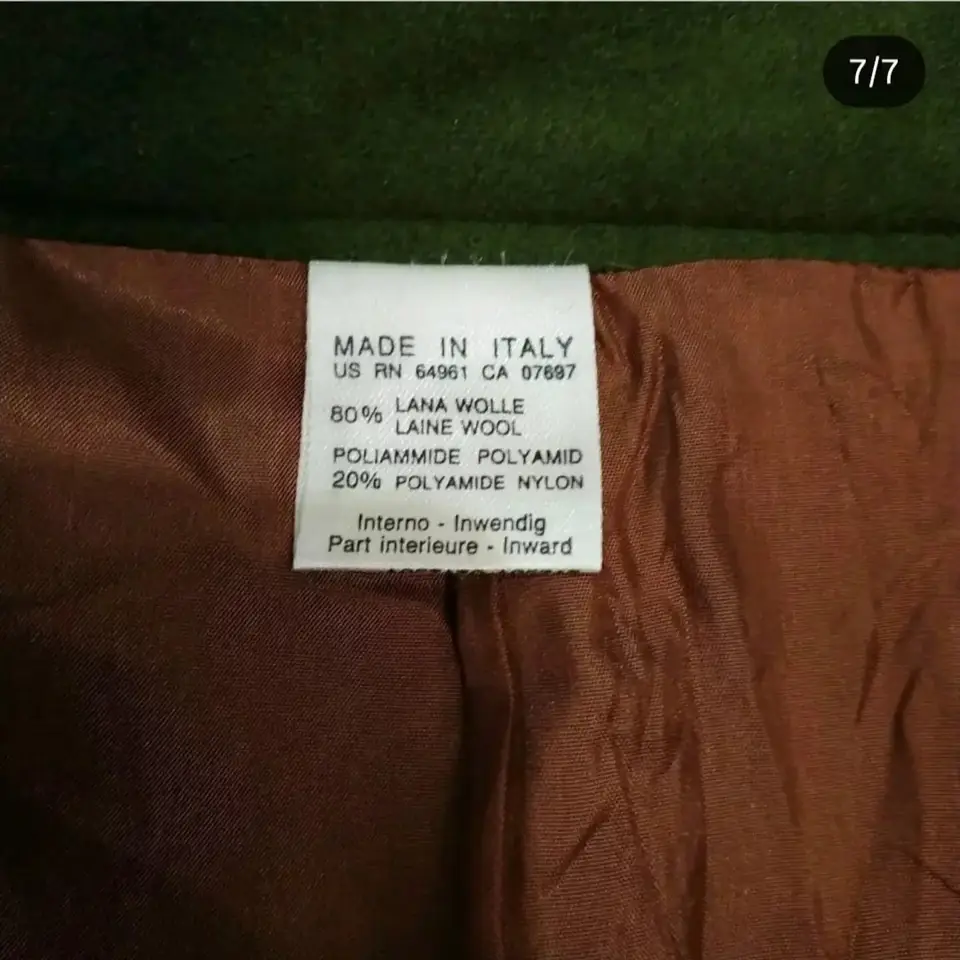 7/7
MADE IN ITALY
US RN 64961 CA 07697
80% LANA WOLLE
LAINE WOOL
POLIAMMIDE POLYAMID
20% POLYAMIDE NYLON
Interno - Inwendig
Part interieure - Inward